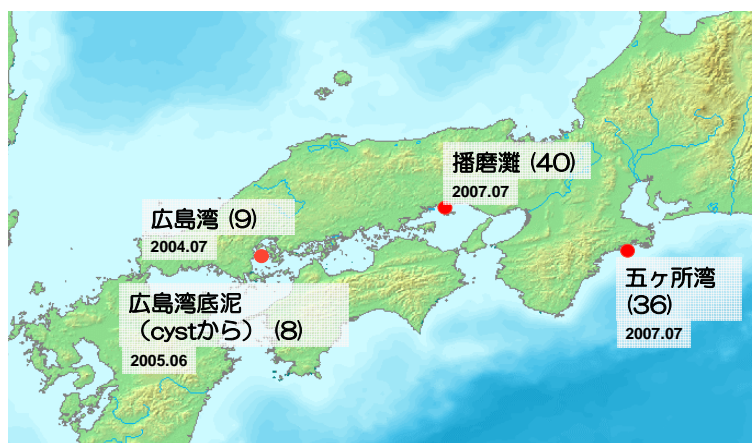 播磨灘 (40)
2007.07
広島湾 (9)
2004.07
五ヶ所湾
(36)
2007.07
広島湾底泥
（cystから） (8)
2005.06